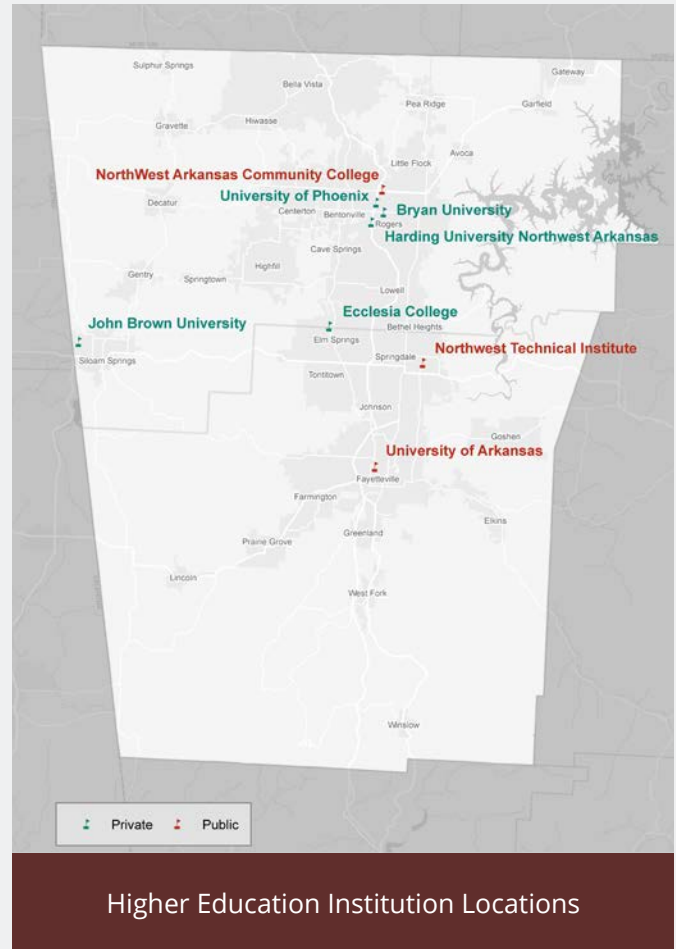 Sulphur Springs
Gateway
Bella Vista
Pea Ridge
Garfield
Hiwasse
Gravette
Avoca
Little Flock
NorthWest Arkansas Community College
University of Phoenix
Decatur
Centerton
Bentonville
Bryan University
Rogers
Harding University Northwest Arkansas
Cave Springs
Highfill
Gentry
Springtown
Lowell
Ecclesia College
John Brown University
Bethel Heights
Elm Springs
Northwest Technical Institute
Springdale
Siloam Springs
Tontitown
Johnson
Goshen
University of Arkansas
Fayetteville
Farmington
Elkins
Greenland
Prairie Grove
Lincoln
West Fork
Winslow
Private
Public
Higher Education Institution Locations